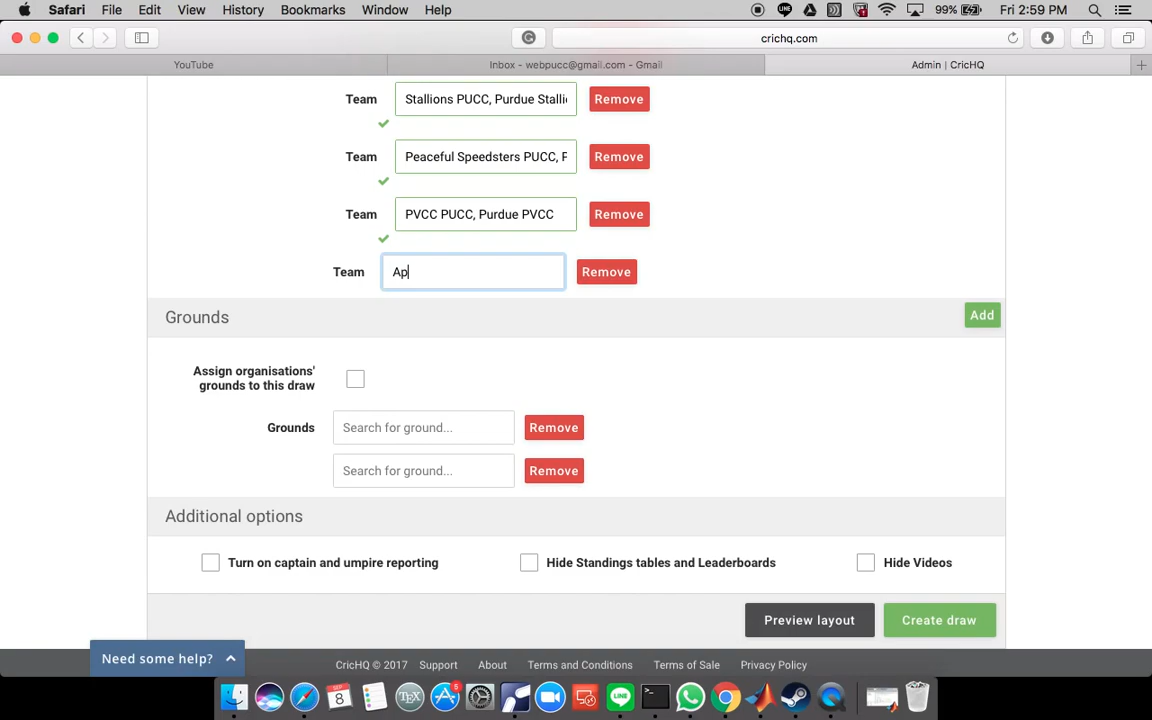 Safari File Edit View History Bookmarks Window Help 99% Fri 2:59 PM
crichq.com
YouTube Inbox - webpucc@gmail.com - Gmail Admin | CricHQ
Team Stallions PUCC, Purdue Stalli Remove
Team Peaceful Speedsters PUCC, P Remove
Team PVCC PUCC, Purdue PVCC Remove
Team Ap Remove
Grounds Add
Assign organisations'
grounds to this draw
Grounds Search for ground... Remove
Search for ground... Remove
Additional options
Turn on captain and umpire reporting Hide Standings tables and Leaderboards Hide Videos
Preview layout Create draw
Need some help?
CricHQ © 2017 Support About Terms and Conditions Terms of Sale Privacy Policy